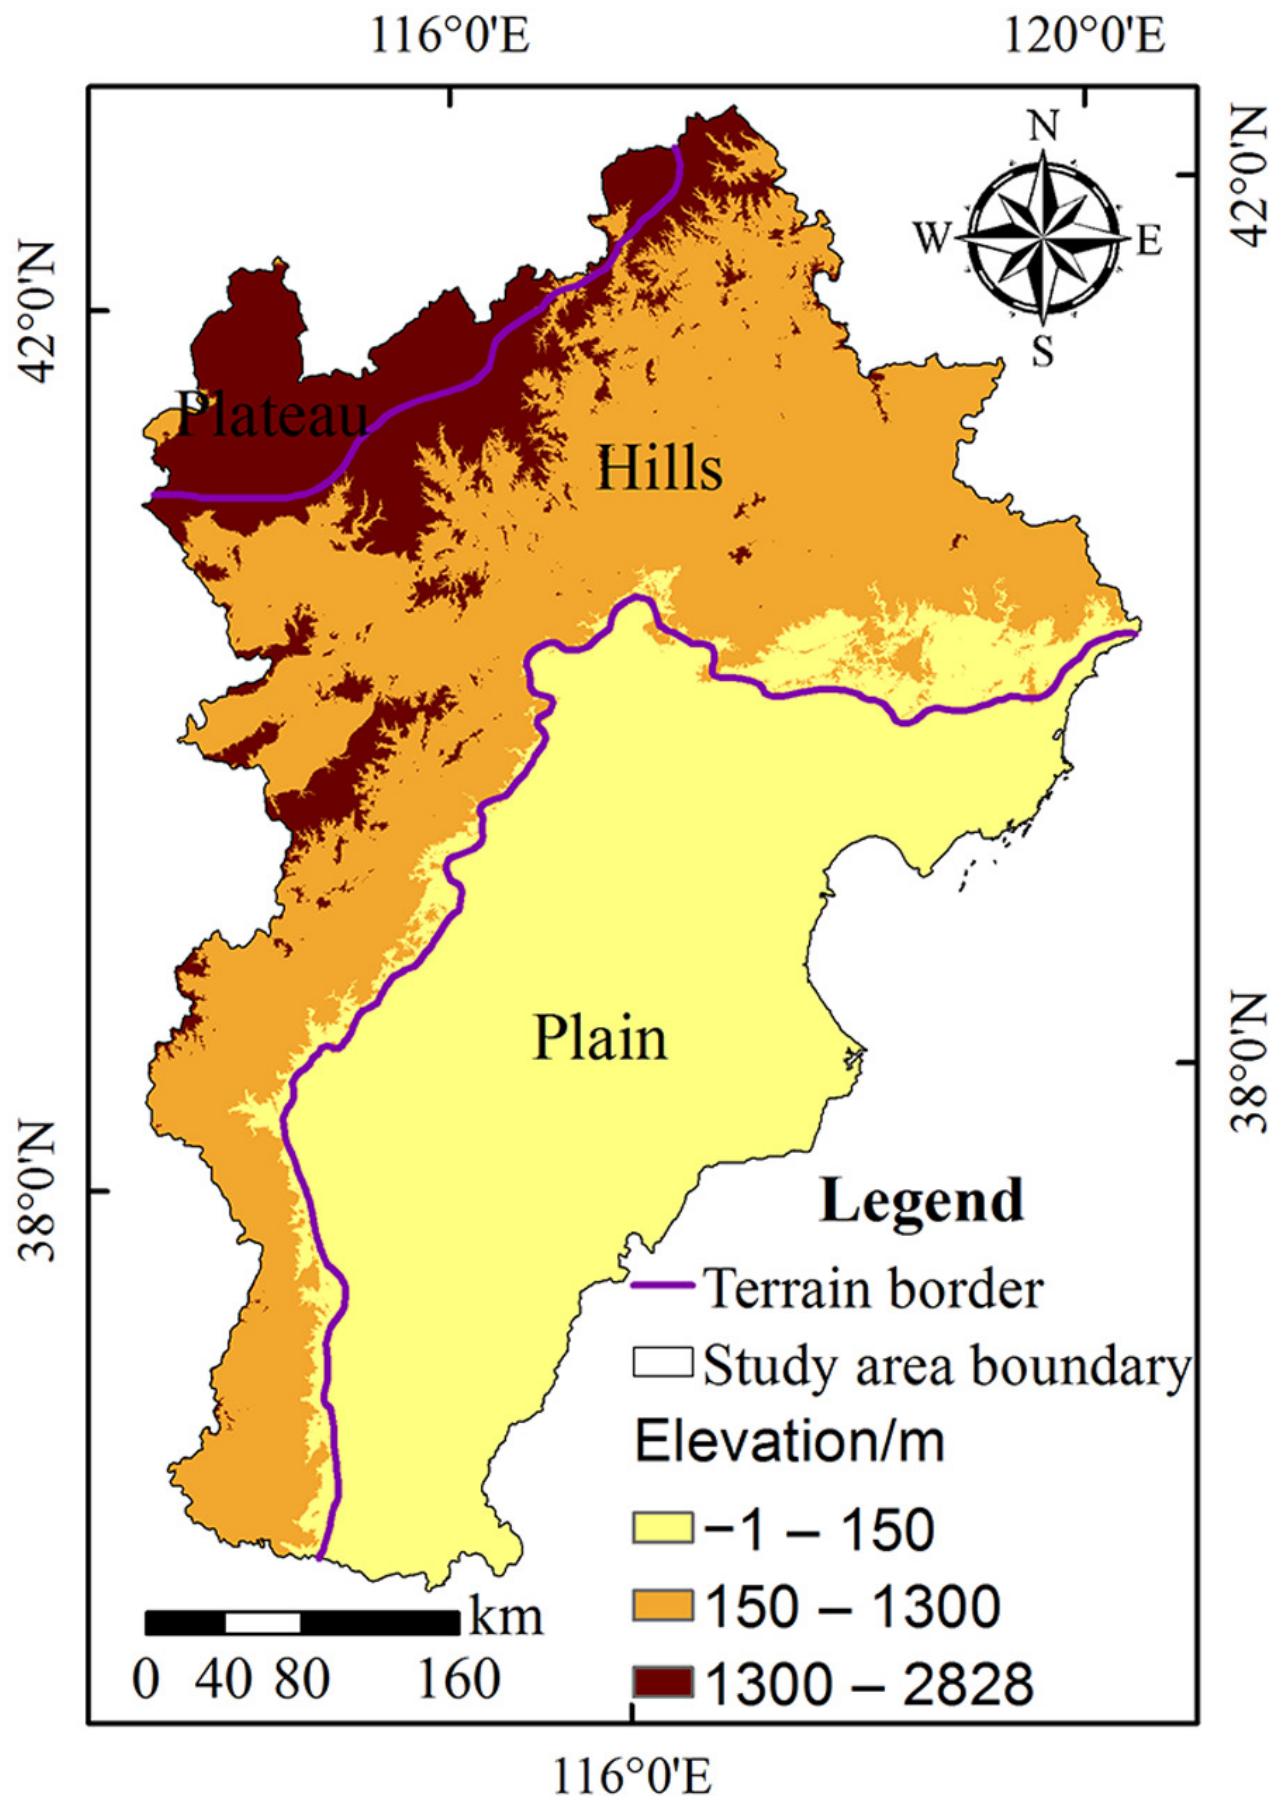 116°0'E 120°0'E
42°0'N
42°0'N
N
W E
S
Plateau
Hills
Plain
38°0'N
38°0'N
Legend
Terrain border
Study area boundary
Elevation/m
−1 – 150
150 – 1300
1300 – 2828
km
0 40 80 160
116°0'E